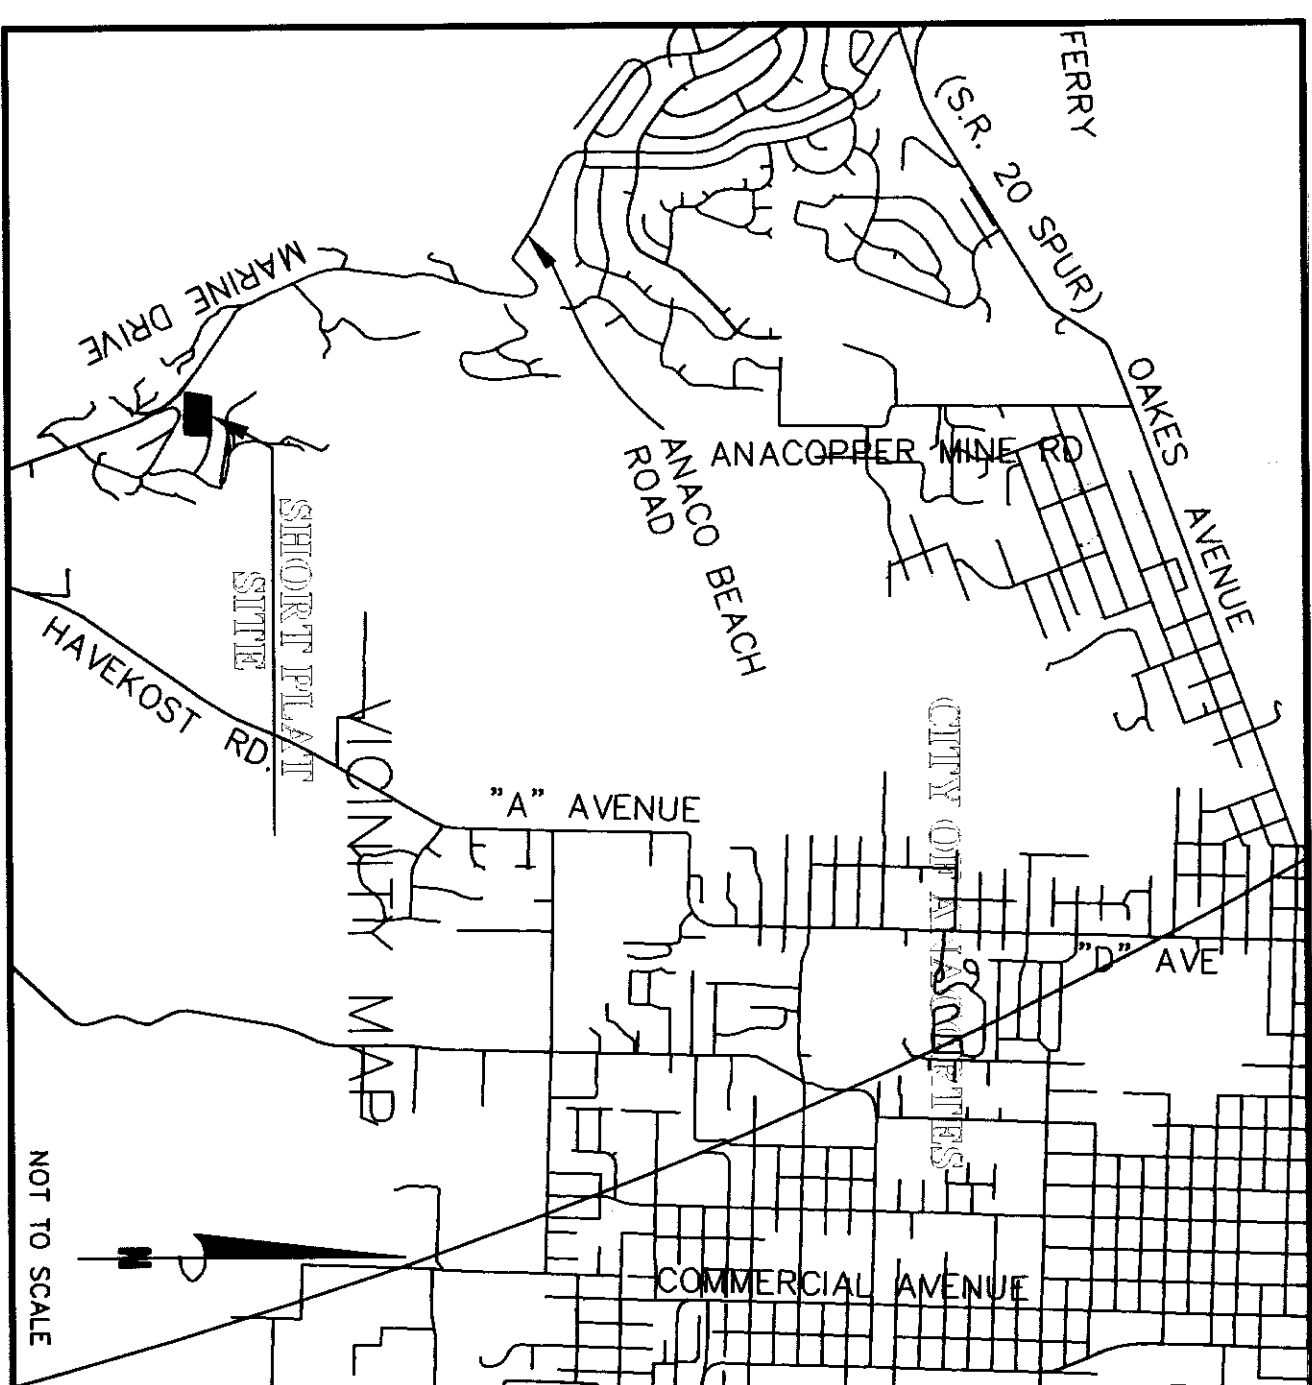 FERRY
(S.R. 20 SPUR)
OAKES AVENUE
MARINE DRIVE
ANACOPPER MINE RD
ANACO BEACH
ROAD
SHORT PLAT
SITE
HAVEKOST RD.
"A" AVENUE
CITY OF ANACORTES
"D" AVE
VICINITY MAP
COMMERCIAL AVENUE
N
NOT TO SCALE